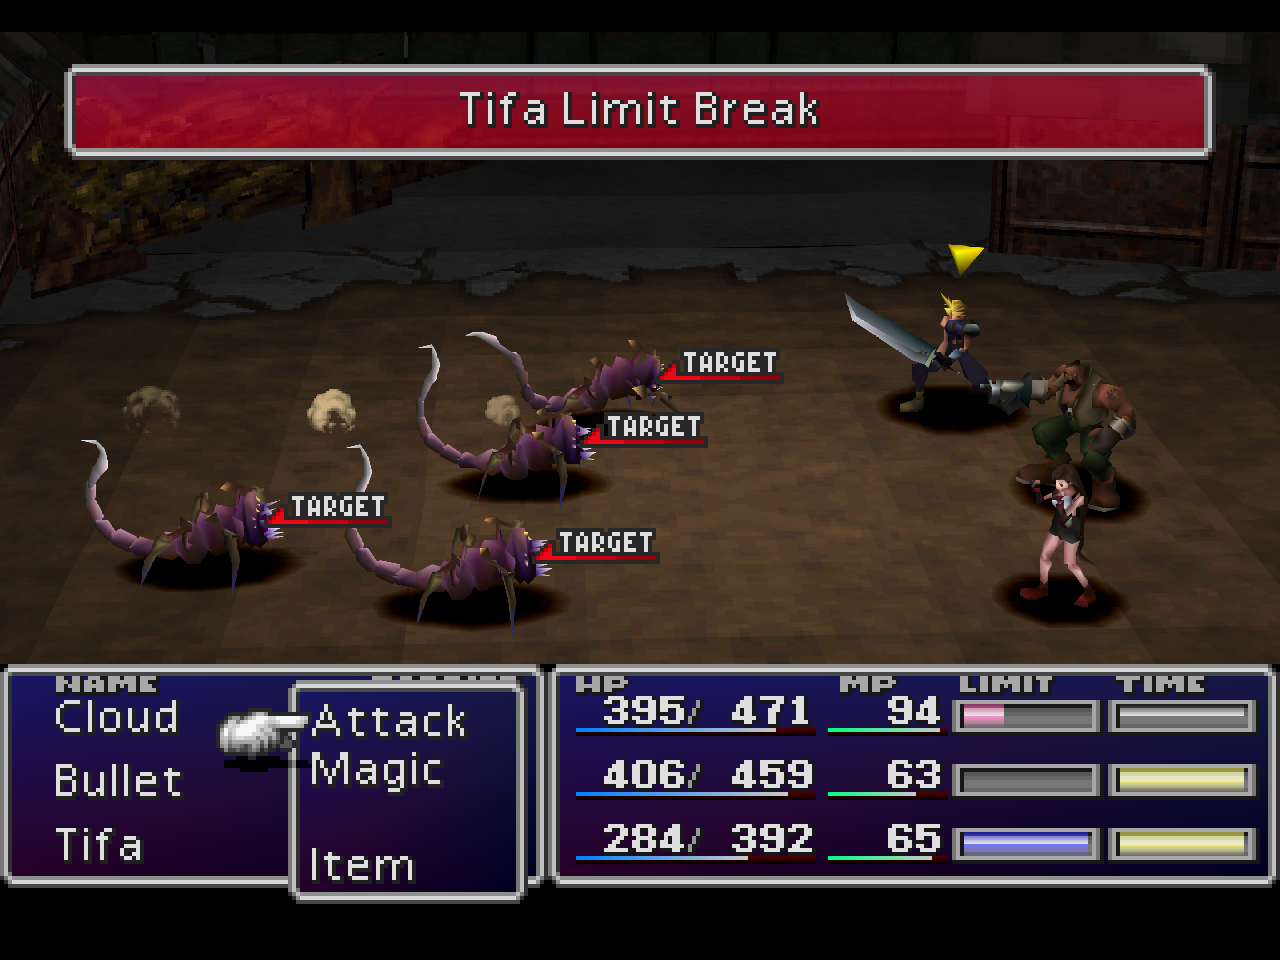 Tifa Limit Break
TARGET
TARGET
TARGET
TARGET
NAME
HP MP LIMIT TIME
Cloud Attack 395/ 471 94
Magic
Bullet 406/ 459 63
Tifa 284/ 392 65
Item